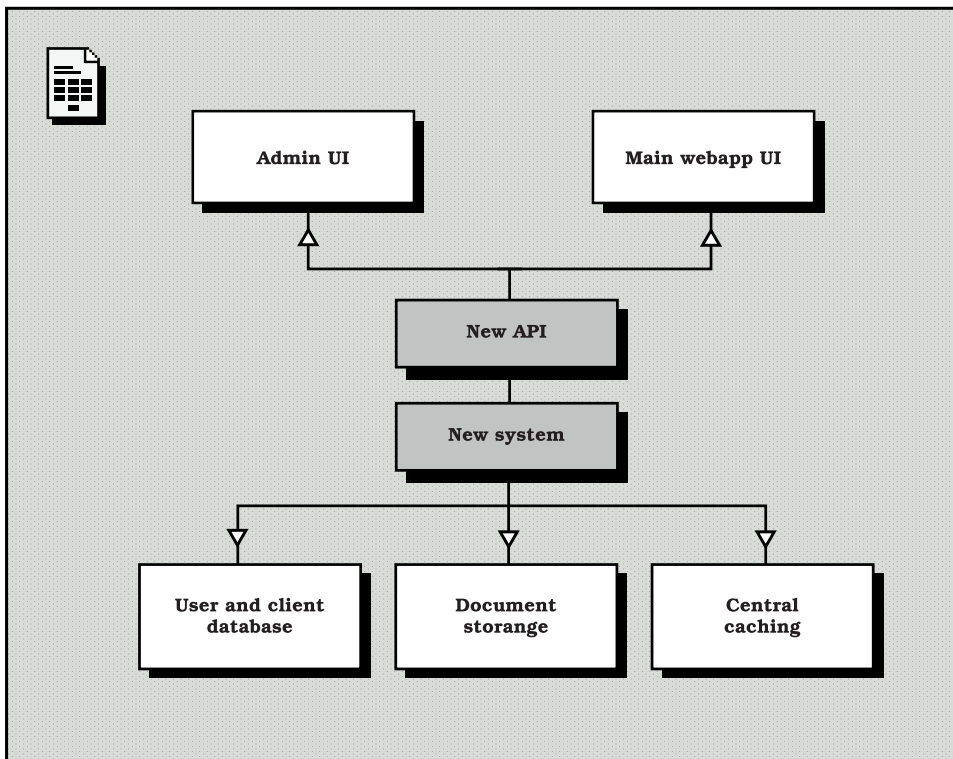 Admin UI
Main webapp UI
New API
New system
User and client
database
Document
storange
Central
caching